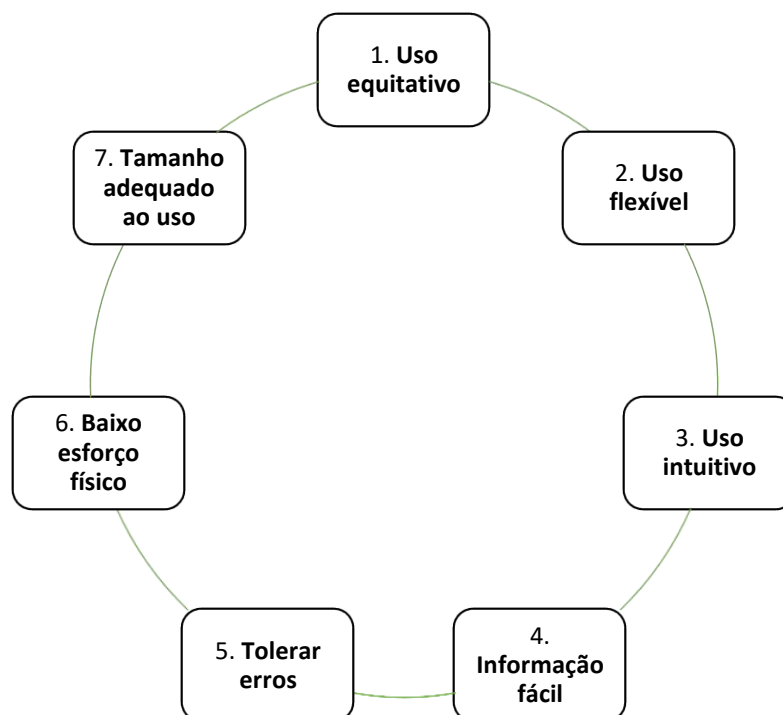 1. Uso
equitativo
2. Uso
flexível
3. Uso
intuitivo
4.
Informação
fácil
5. Tolerar
erros
6. Baixo
esforço
físico
7. Tamanho
adequado
ao uso